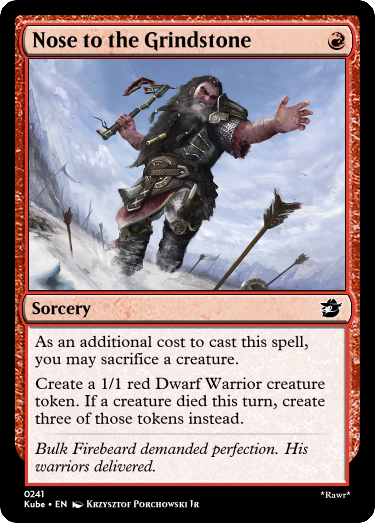 Nose to the Grindstone
Sorcery
As an additional cost to cast this spell,
you may sacrifice a creature.
Create a 1/1 red Dwarf Warrior creature
token. If a creature died this turn, create
three of those tokens instead.
Bulk Firebeard demanded perfection. His
warriors delivered.
0241
Kube • EN Krzysztof Porchowski Jr
*Rawr*